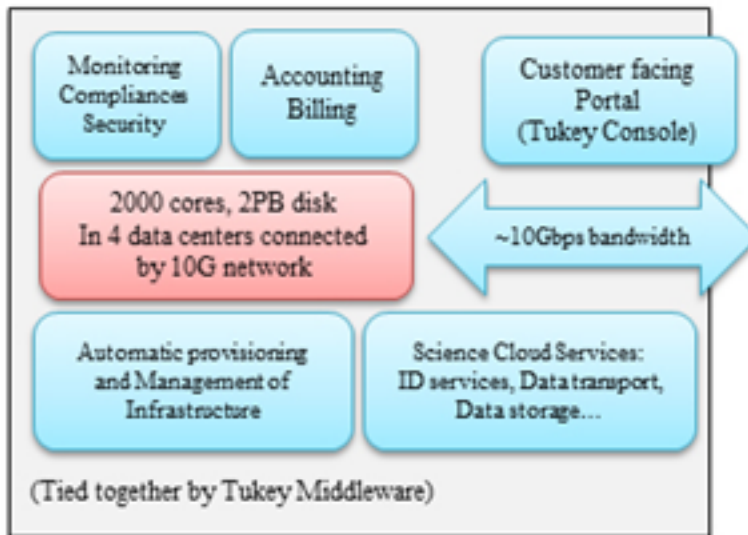 Monitoring
Compliances
Security
Accounting
Billing
Customer facing
Portal
(Tukey Console)
2000 cores, 2PB disk
In 4 data centers connected
by 10G network
~10Gbps bandwidth
Automatic provisioning
and Management of
Infrastructure
Science Cloud Services:
ID services, Data transport,
Data storage…
(Tied together by Tukey Middleware)